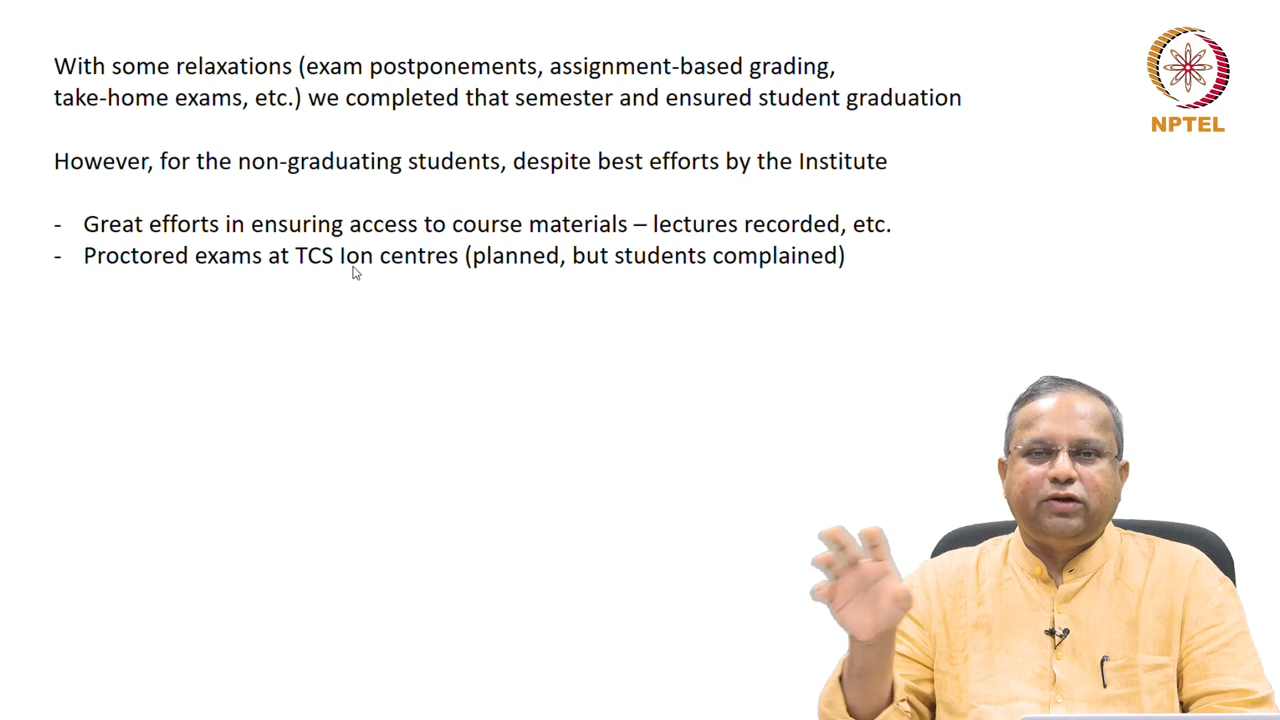 With some relaxations (exam postponements, assignment-based grading,
take-home exams, etc.) we completed that semester and ensured student graduation
However, for the non-graduating students, despite best efforts by the Institute
- Great efforts in ensuring access to course materials – lectures recorded, etc.
- Proctored exams at TCS Ion centres (planned, but students complained)
NPTEL